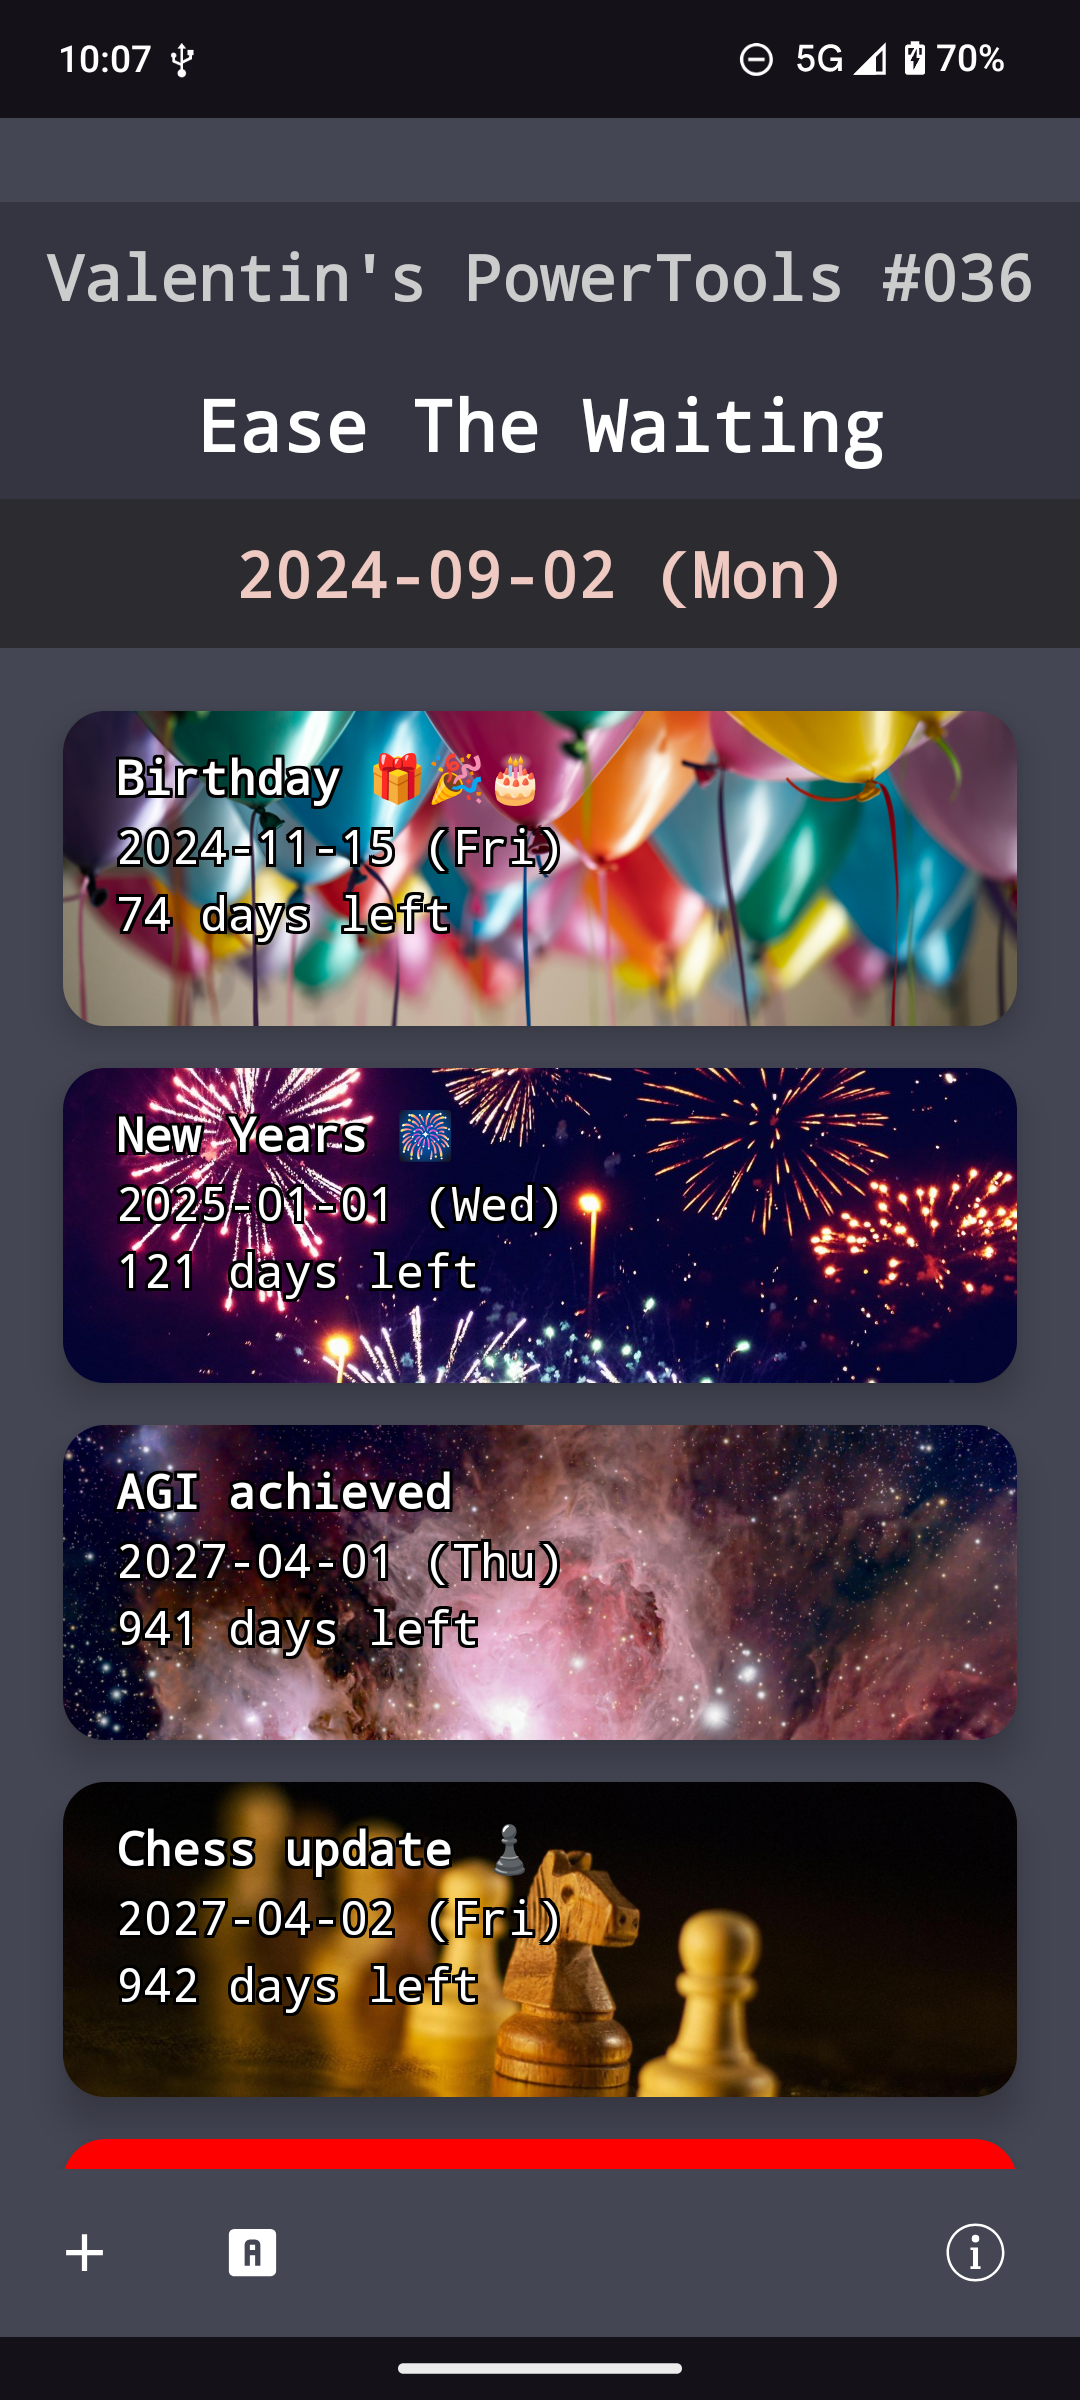 10:07
5G 70%
Valentin's PowerTools #036
Ease The Waiting
2024-09-02 (Mon)
Birthday 🎁🎉🎂
2024-11-15 (Fri)
74 days left
New Years 🎆
2025-01-01 (Wed)
121 days left
AGI achieved
2027-04-01 (Thu)
941 days left
Chess update ♟
2027-04-02 (Fri)
942 days left
A
i